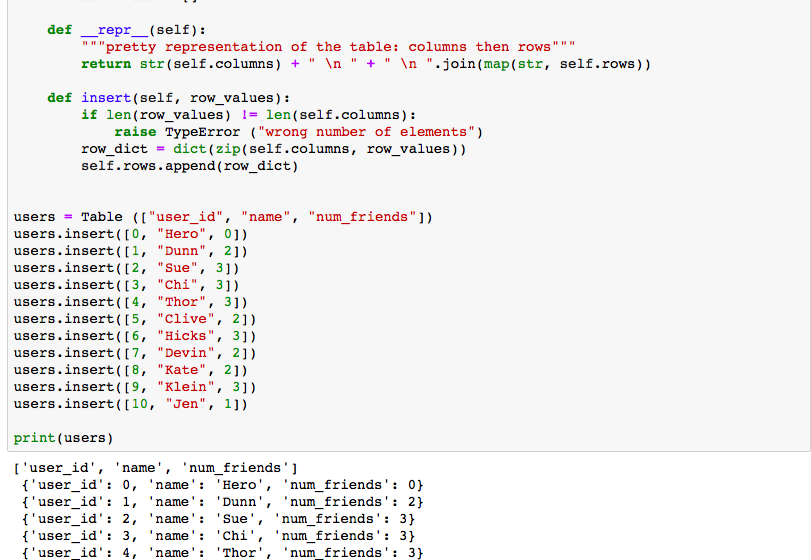 def __repr__(self):
        """pretty representation of the table: columns then rows"""
        return str(self.columns) + " \n " + " \n ".join(map(str, self.rows))

    def insert(self, row_values):
        if len(row_values) != len(self.columns):
            raise TypeError ("wrong number of elements")
        row_dict = dict(zip(self.columns, row_values))
        self.rows.append(row_dict)


users = Table (["user_id", "name", "num_friends"])
users.insert([0, "Hero", 0])
users.insert([1, "Dunn", 2])
users.insert([2, "Sue", 3])
users.insert([3, "Chi", 3])
users.insert([4, "Thor", 3])
users.insert([5, "Clive", 2])
users.insert([6, "Hicks", 3])
users.insert([7, "Devin", 2])
users.insert([8, "Kate", 2])
users.insert([9, "Klein", 3])
users.insert([10, "Jen", 1])

print(users)
['user_id', 'name', 'num_friends']
 {'user_id': 0, 'name': 'Hero', 'num_friends': 0}
 {'user_id': 1, 'name': 'Dunn', 'num_friends': 2}
 {'user_id': 2, 'name': 'Sue', 'num_friends': 3}
 {'user_id': 3, 'name': 'Chi', 'num_friends': 3}
 {'user_id': 4, 'name': 'Thor', 'num_friends': 3}